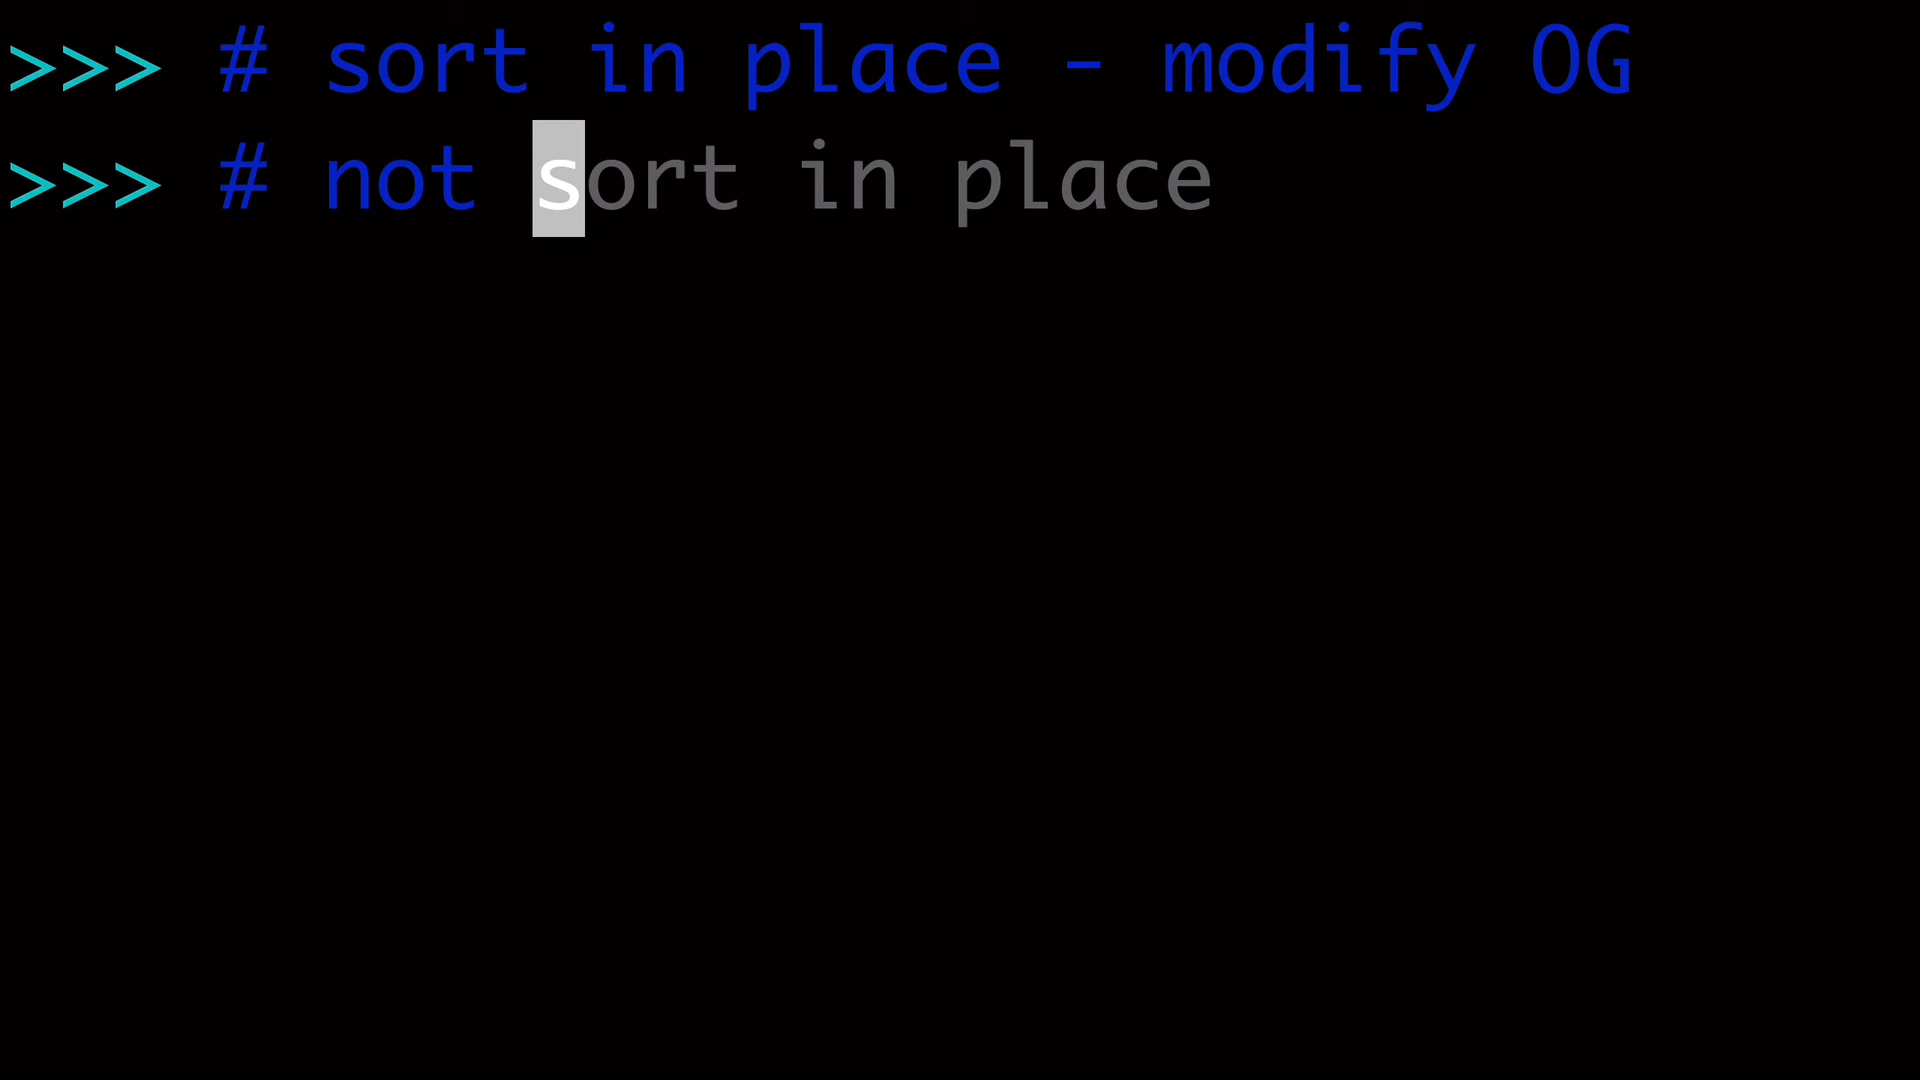 >>> # sort in place - modify OG
>>> # not sort in place